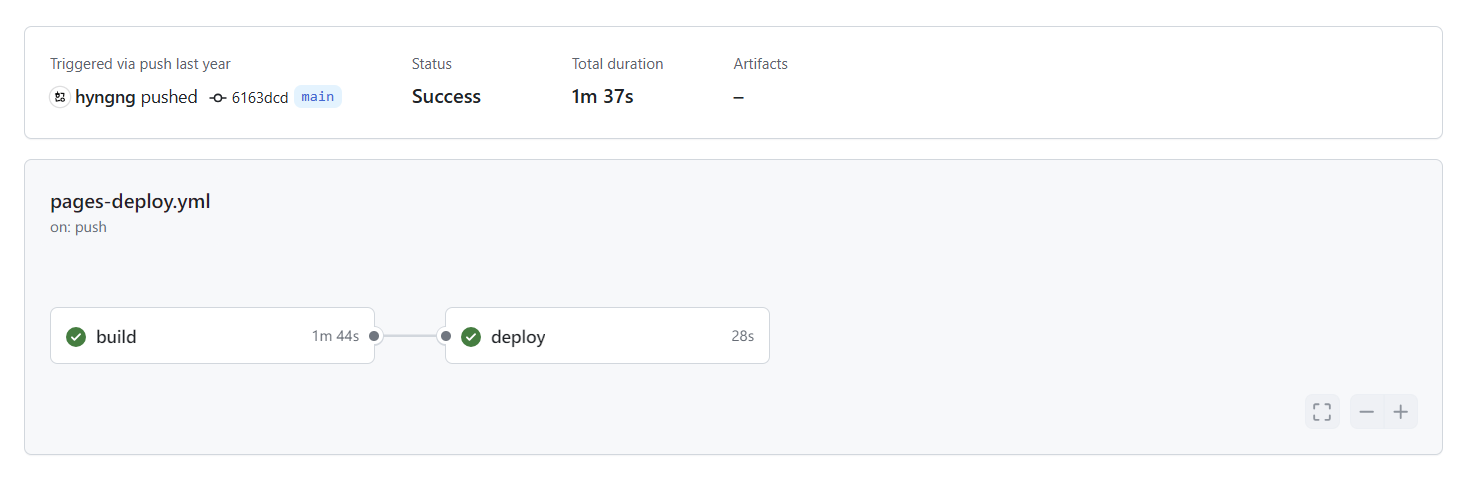 Triggered via push last year
hyngng pushed 6163dcd main
Status
Success
Total duration
1m 37s
Artifacts
–
pages-deploy.yml
on: push
build 1m 44s
deploy 28s